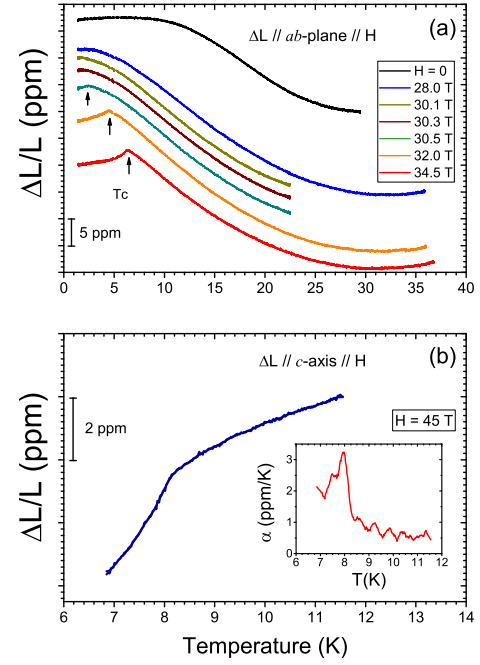 (a)
ΔL // ab-plane // H
H = 0
28.0 T
30.1 T
30.3 T
30.5 T
32.0 T
34.5 T
ΔL/L (ppm)
Tc
5 ppm
0 5 10 15 20 25 30 35 40
(b)
ΔL // c-axis // H
2 ppm
H = 45 T
ΔL/L (ppm)
α (ppm/K)
3
2
1
0
6 7 8 9 10 11 12
T(K)
6 7 8 9 10 11 12 13 14
Temperature (K)